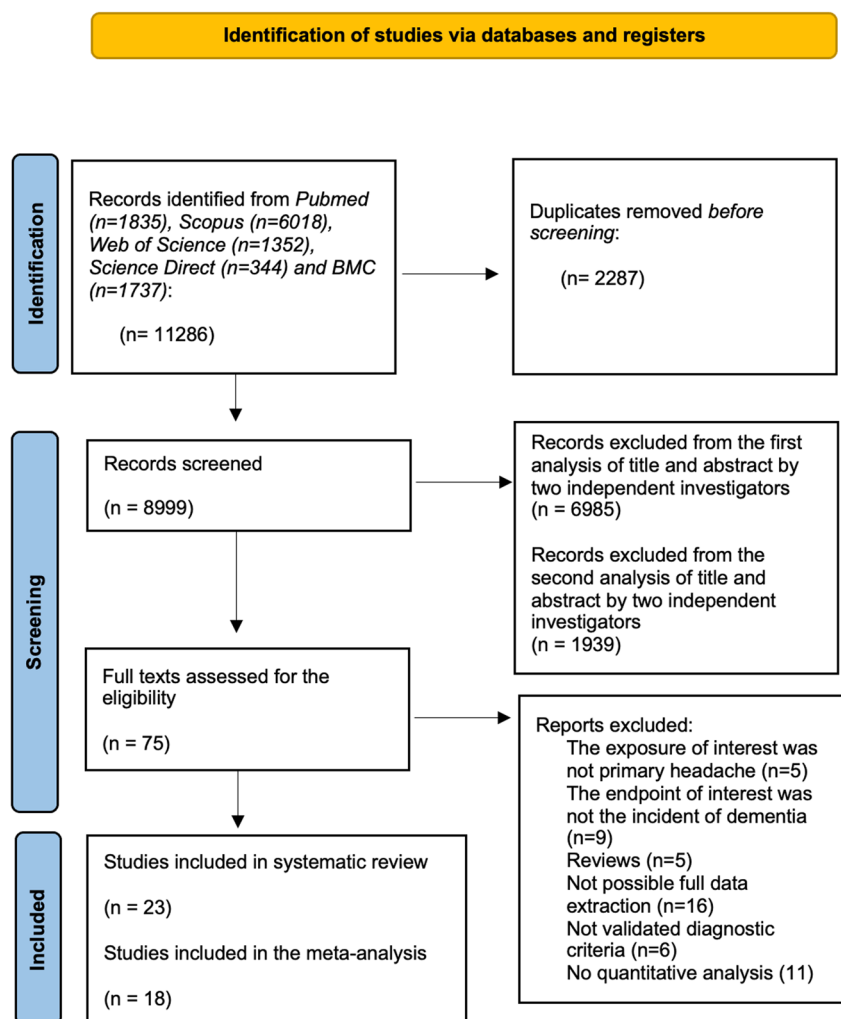 Identification of studies via databases and registers
Identification
Records identified from Pubmed
(n=1835), Scopus (n=6018),
Web of Science (n=1352),
Science Direct (n=344) and BMC
(n=1737):
(n= 11286)
Duplicates removed before
screening:
(n= 2287)
Screening
Records screened
(n = 8999)
Records excluded from the first
analysis of title and abstract by
two independent investigators
(n = 6985)
Records excluded from the
second analysis of title and
abstract by two independent
investigators
(n = 1939)
Full texts assessed for the
eligibility
(n = 75)
Reports excluded:
The exposure of interest was
not primary headache (n=5)
The endpoint of interest was
not the incident of dementia
(n=9)
Reviews (n=5)
Not possible full data
extraction (n=16)
Not validated diagnostic
criteria (n=6)
No quantitative analysis (11)
Included
Studies included in systematic review
(n = 23)
Studies included in the meta-analysis
(n = 18)